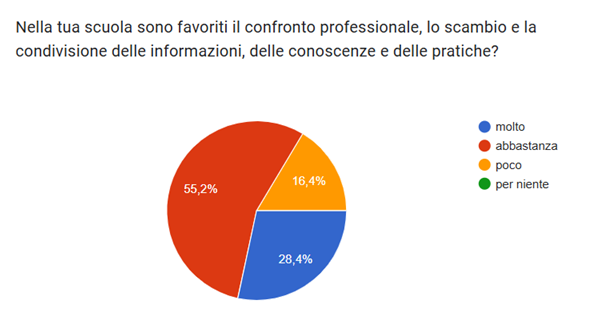 Nella tua scuola sono favoriti il confronto professionale, lo scambio e la
condivisione delle informazioni, delle conoscenze e delle pratiche?
molto
abbastanza
poco
per niente
55,2%
16,4%
28,4%